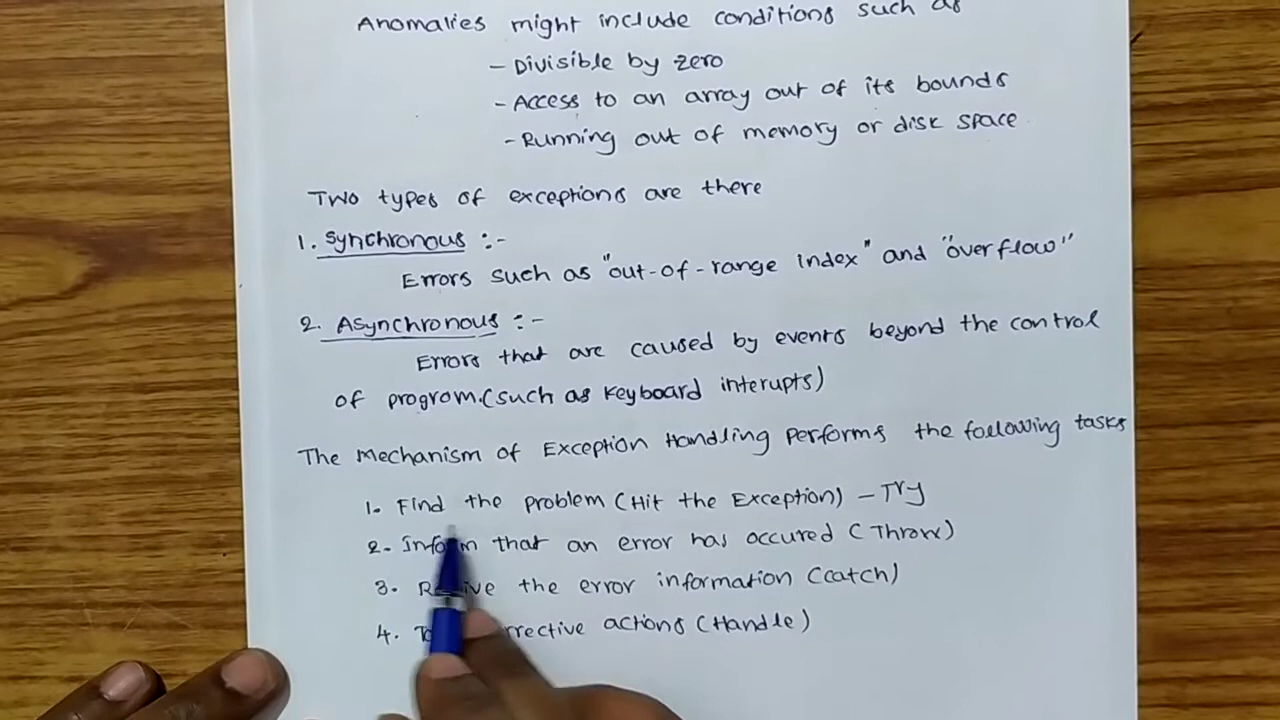 Anomalies might include conditions such as
- Divisible by zero
- Access to an array out of its bounds
- Running out of memory or disk space
Two types of exceptions are there
1. Synchronous :-
Errors such as "out-of-range index" and "overflow"
2. Asynchronous :-
Errors that are caused by events beyond the control
of program.(such as keyboard interupts)
The Mechanism of Exception Handling performs the following tasks
1. Find the problem (Hit the Exception) - Try
2. Inform that an error has occured (Throw)
3. the error information (catch)
4. actions (Handle)